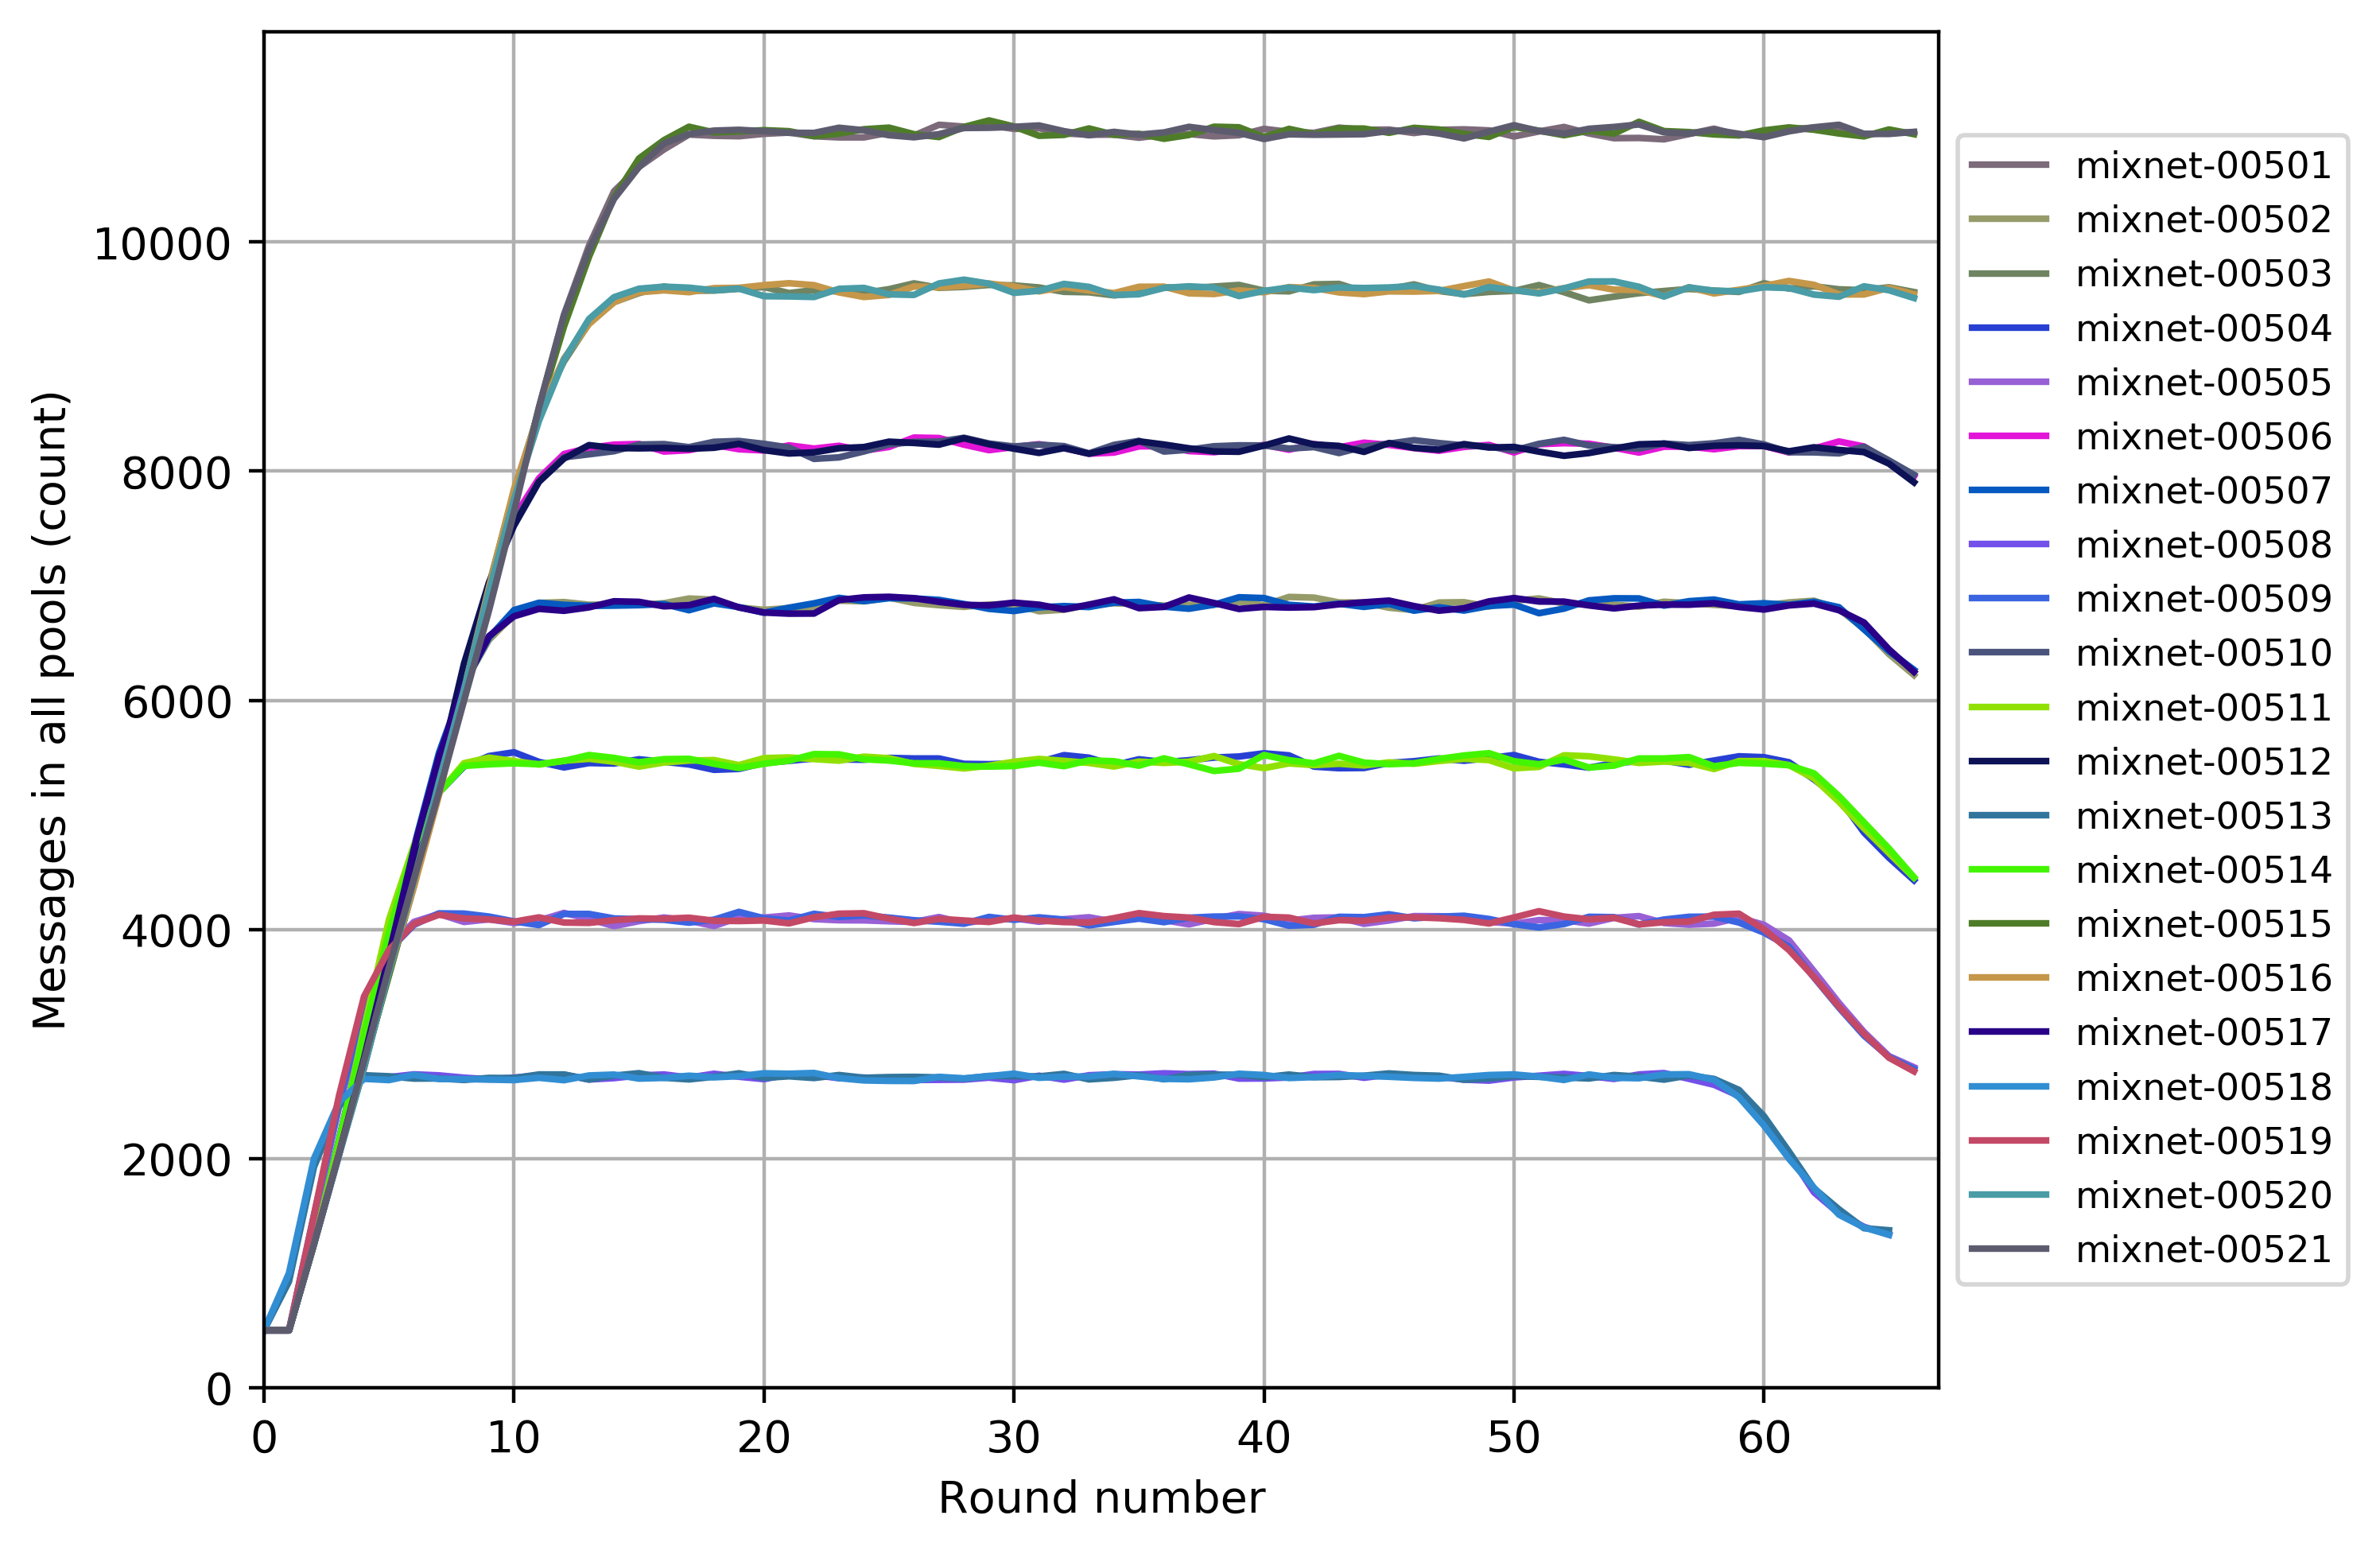 Messages in all pools (count)
10000
8000
6000
4000
2000
0
0 10 20 30 40 50 60
Round number
mixnet-00501
mixnet-00502
mixnet-00503
mixnet-00504
mixnet-00505
mixnet-00506
mixnet-00507
mixnet-00508
mixnet-00509
mixnet-00510
mixnet-00511
mixnet-00512
mixnet-00513
mixnet-00514
mixnet-00515
mixnet-00516
mixnet-00517
mixnet-00518
mixnet-00519
mixnet-00520
mixnet-00521